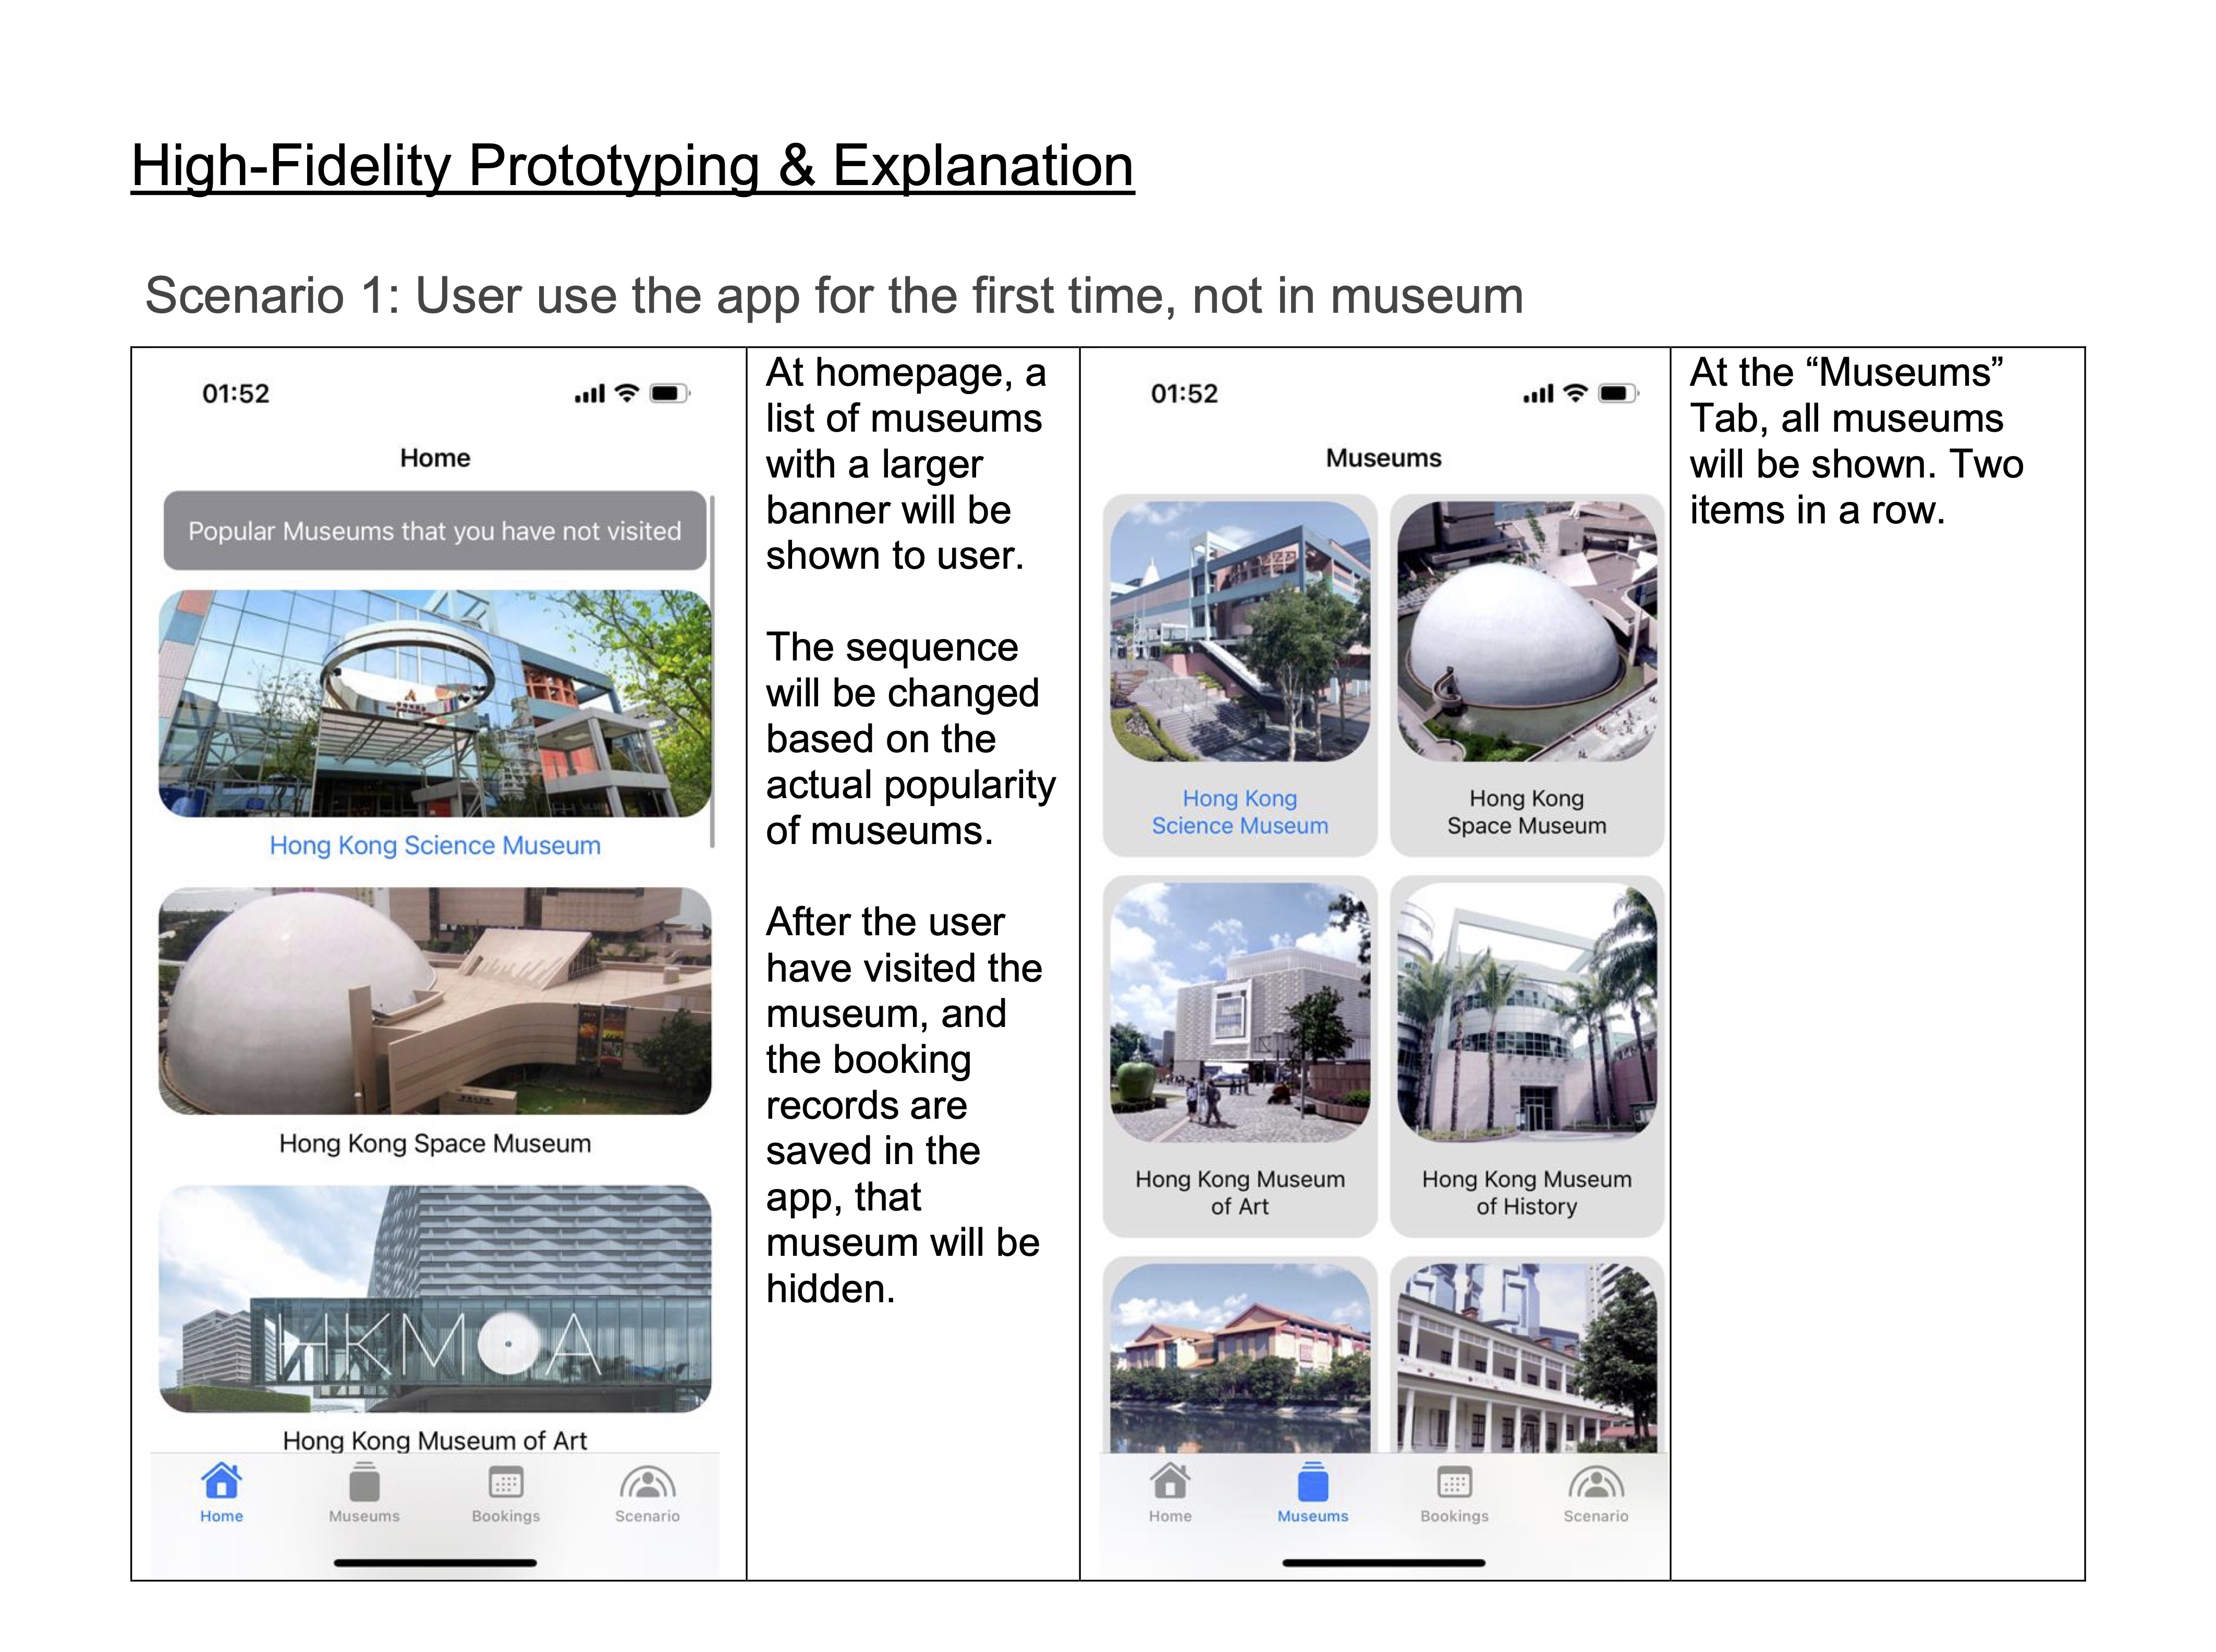 High-Fidelity Prototyping & Explanation
Scenario 1: User use the app for the first time, not in museum
01:52
Home
Popular Museums that you have not visited
Hong Kong Science Museum
Hong Kong Space Museum
HKMOA
Hong Kong Museum of Art
Home
Museums
Bookings
Scenario
At homepage, a
list of museums
with a larger
banner will be
shown to user.
The sequence
will be changed
based on the
actual popularity
of museums.
After the user
have visited the
museum, and
the booking
records are
saved in the
app, that
museum will be
hidden.
01:52
Museums
Hong Kong
Science Museum
Hong Kong
Space Museum
Hong Kong Museum
of Art
Hong Kong Museum
of History
Home
Museums
Bookings
Scenario
At the “Museums”
Tab, all museums
will be shown. Two
items in a row.